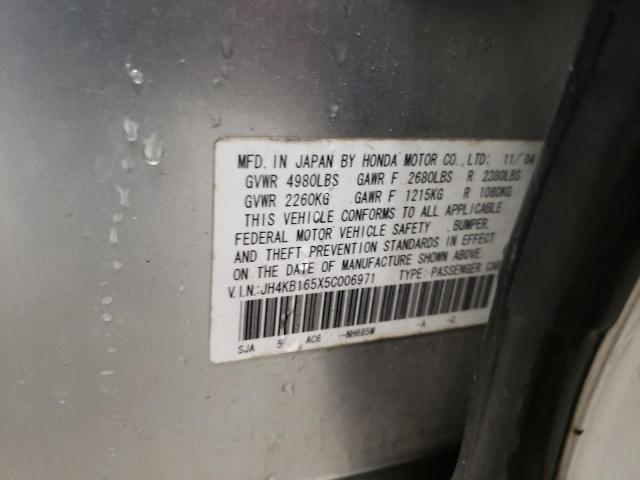 MFD. IN JAPAN BY HONDA MOTOR CO., LTD. 11/'04
GVWR 4980LBS GAWR F 2680LBS R 2380LBS
GVWR 2260KG GAWR F 1215KG R 1080KG
THIS VEHICLE CONFORMS TO ALL APPLICABLE
FEDERAL MOTOR VEHICLE SAFETY , BUMPER,
AND THEFT PREVENTION STANDARDS IN EFFECT
ON THE DATE OF MANUFACTURE SHOWN ABOVE.
V.I.N.:JH4KB165X5C006971 TYPE: PASSENGER CAR
SJA 5 AC6 -NH685M -A -C